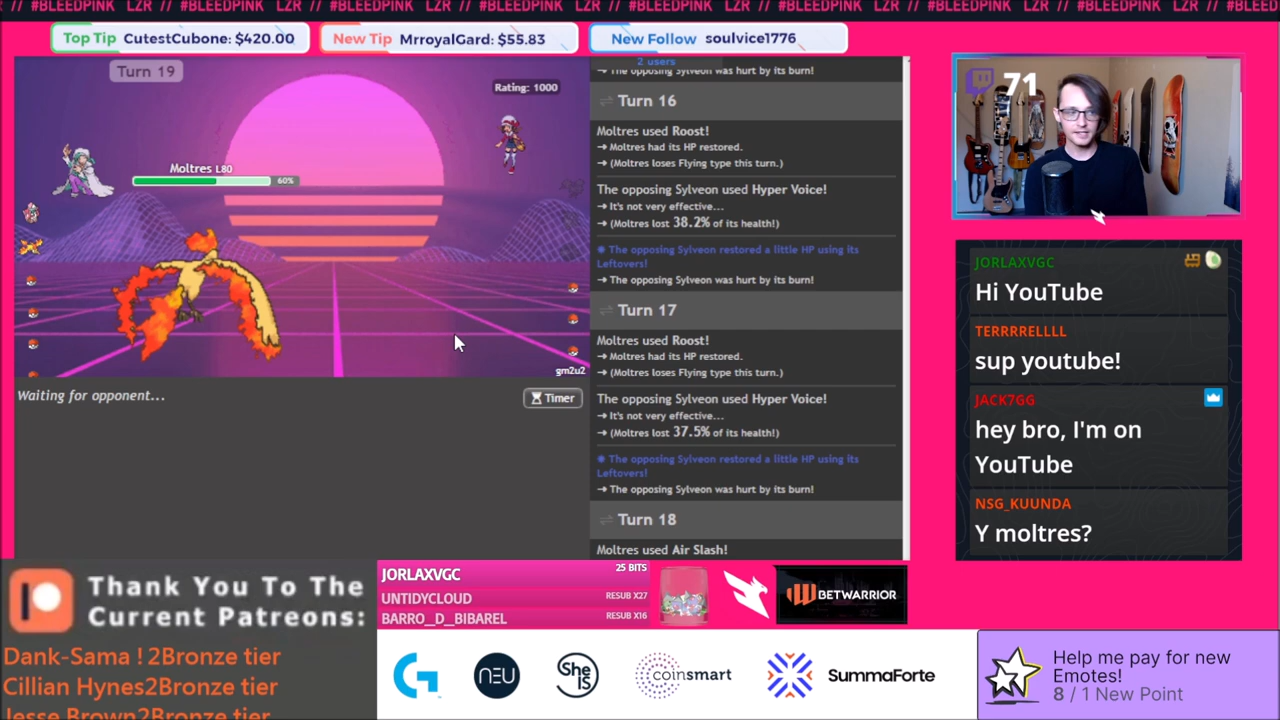 // #BLEEDPINK LZR // #BLEEDPINK LZR // #BLEEDPINK LZR // #BLEEDPINK LZR // #BLEEDPINK LZR // #BLEEDPINK LZR // #BLEEDPINK LZR // #BLEEDPINK LZR // #BLEED
Top Tip CutestCubone: $420.00
New Tip MrroyalGard: $55.83
New Follow soulvice1776
Turn 19
Rating: 1000
Moltres L80
60%
gm2u2
Waiting for opponent...
Timer
2 users
→ The opposing Sylveon was hurt by its burn!
Turn 16
Moltres used Roost!
→ Moltres had its HP restored.
→ (Moltres loses Flying type this turn.)
The opposing Sylveon used Hyper Voice!
→ It's not very effective...
→ (Moltres lost 38.2% of its health!)
The opposing Sylveon restored a little HP using its
Leftovers!
→ The opposing Sylveon was hurt by its burn!
Turn 17
Moltres used Roost!
→ Moltres had its HP restored.
→ (Moltres loses Flying type this turn.)
The opposing Sylveon used Hyper Voice!
→ It's not very effective...
→ (Moltres lost 37.5% of its health!)
The opposing Sylveon restored a little HP using its
Leftovers!
→ The opposing Sylveon was hurt by its burn!
Turn 18
Moltres used Air Slash!
71
JORLAXVGC
Hi YouTube
TERRRRELLLL
sup youtube!
JACK7GG
hey bro, I'm on
YouTube
NSG_KUUNDA
Y moltres?
Thank You To The
Current Patreons:
Dank-Sama ! 2Bronze tier
Cillian Hynes2Bronze tier
Jesse Brown2Bronze tier
JORLAXVGC 25 BITS
UNTIDYCLOUD RESUB X27
BARRO__D__BIBAREL RESUB X16
BETWARRIOR
NEU
She IS
coinsmart
SummaForte
Help me pay for new
Emotes!
8 / 1 New Point